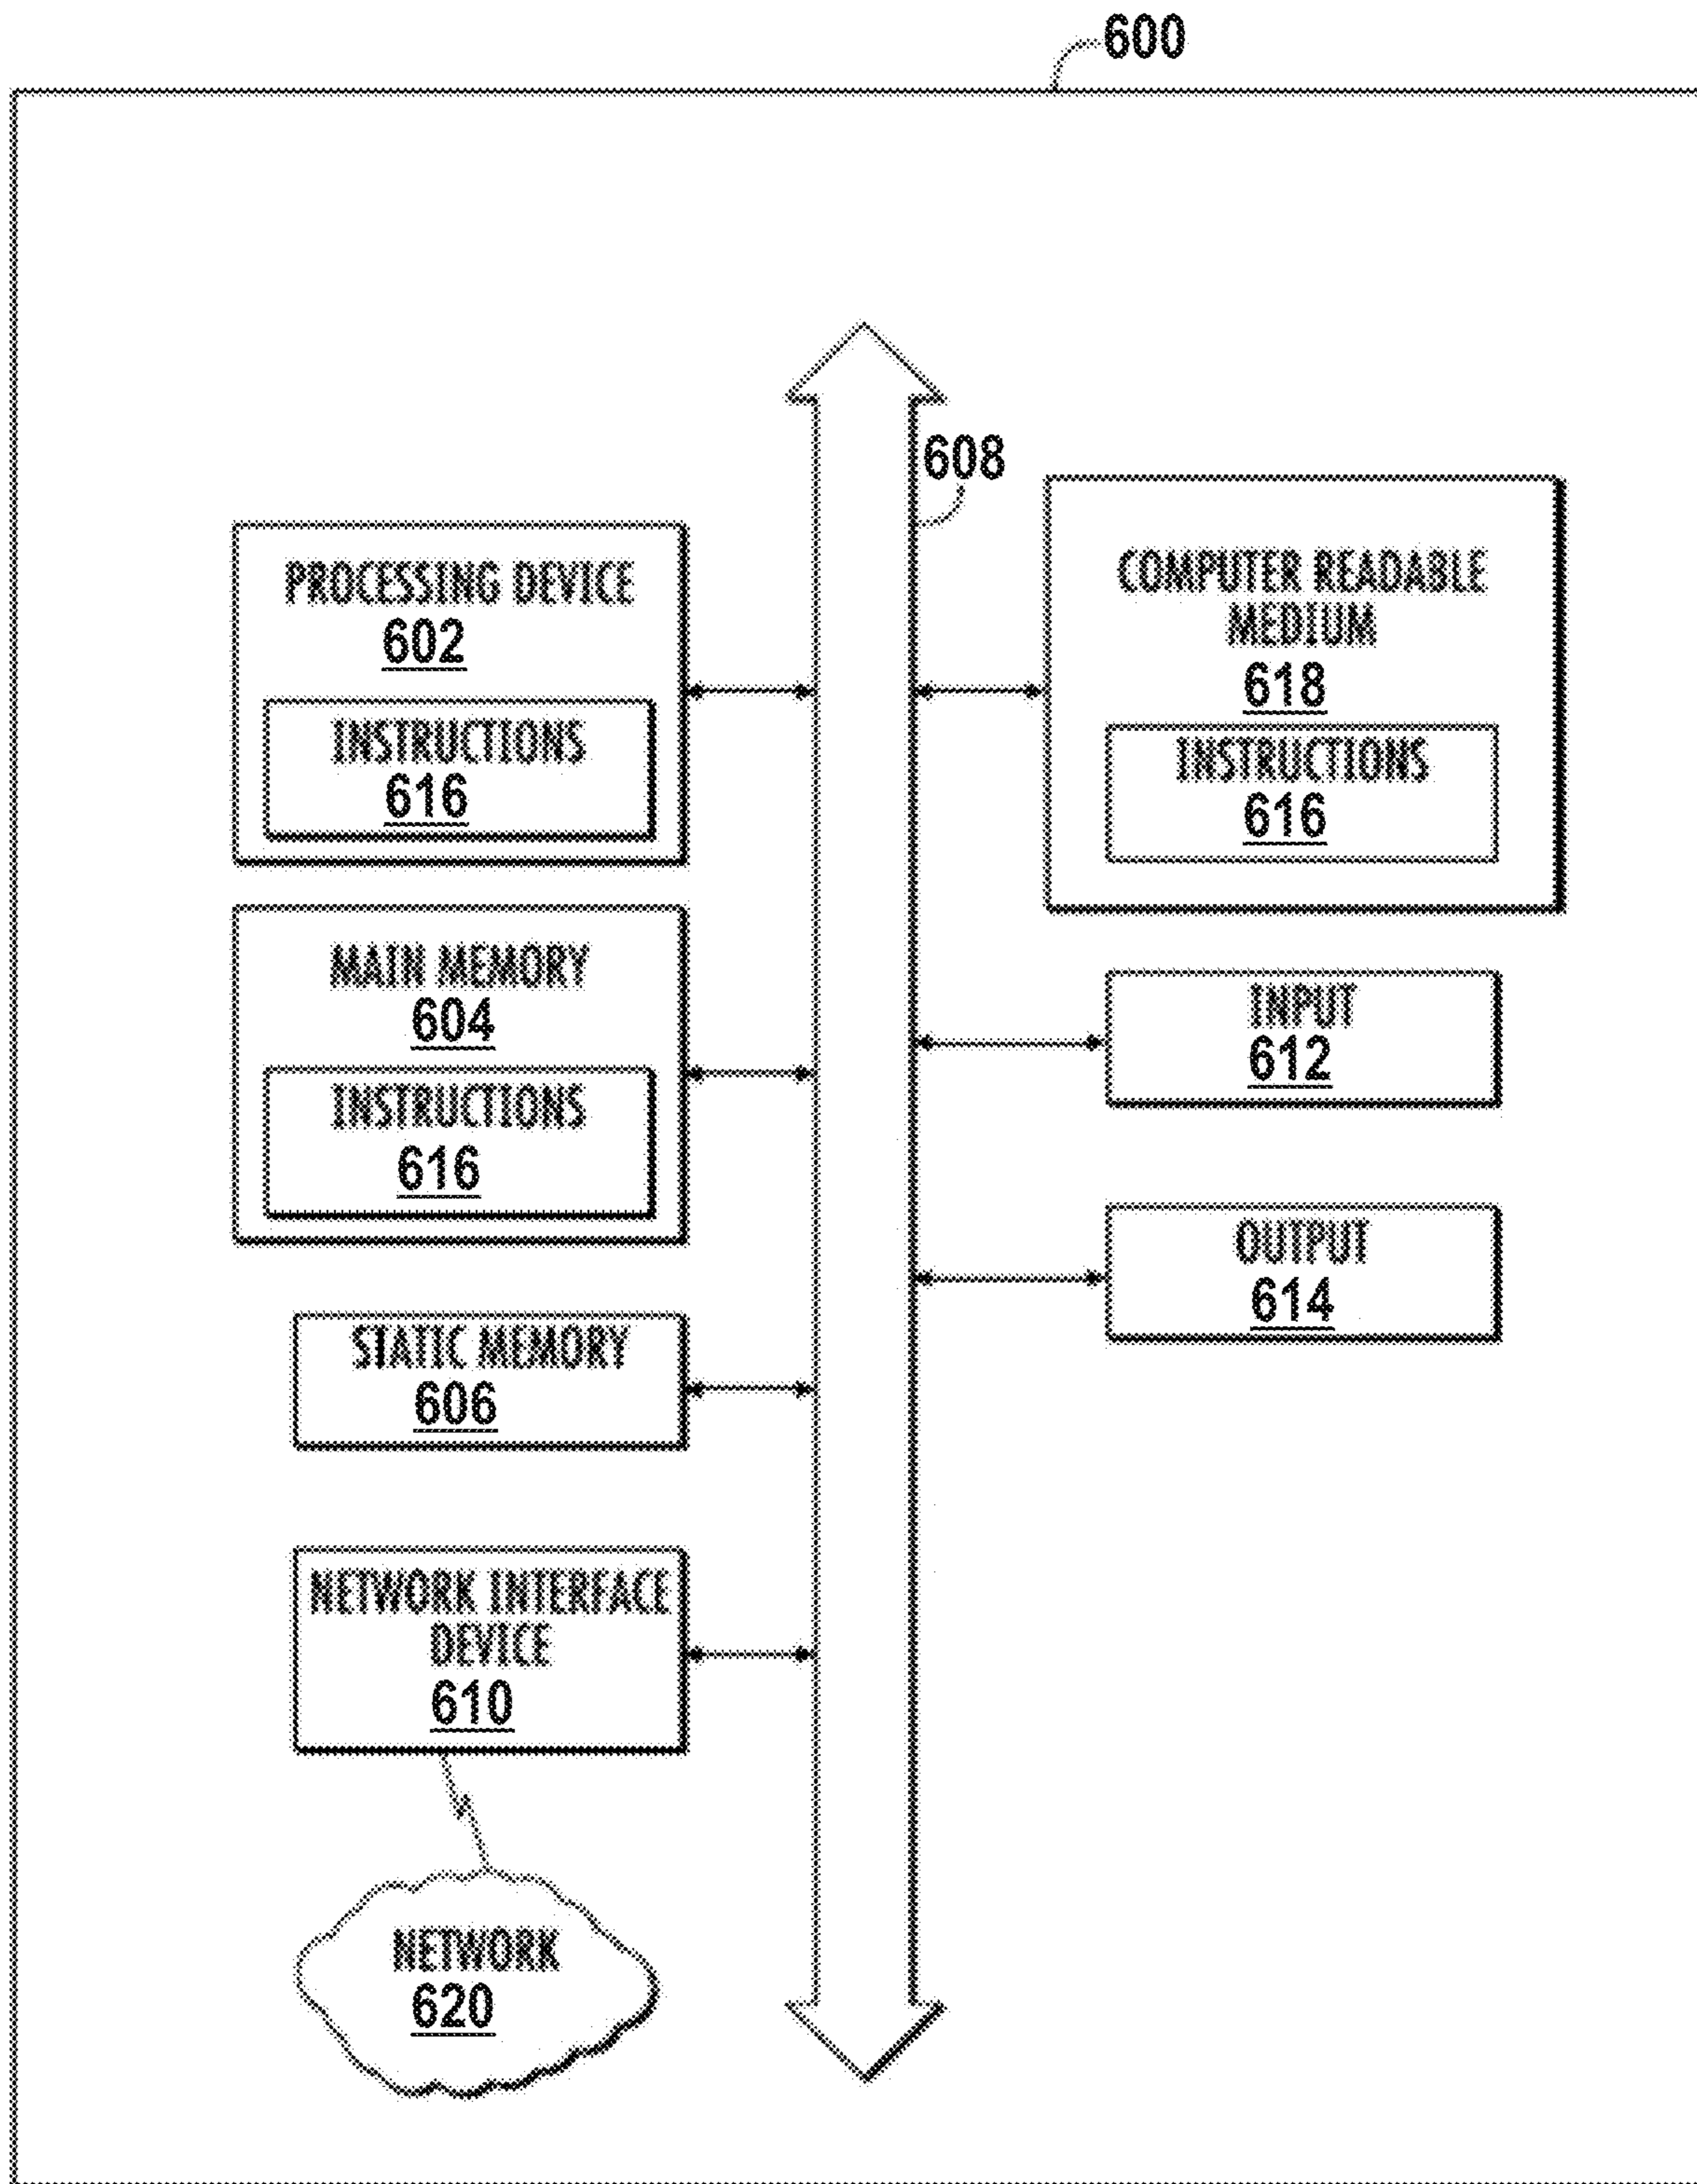 600
608
PROCESSING DEVICE
602
INSTRUCTIONS
616
MAIN MEMORY
604
INSTRUCTIONS
616
STATIC MEMORY
606
NETWORK INTERFACE
DEVICE
610
NETWORK
620
COMPUTER READABLE
MEDIUM
618
INSTRUCTIONS
616
INPUT
612
OUTPUT
614